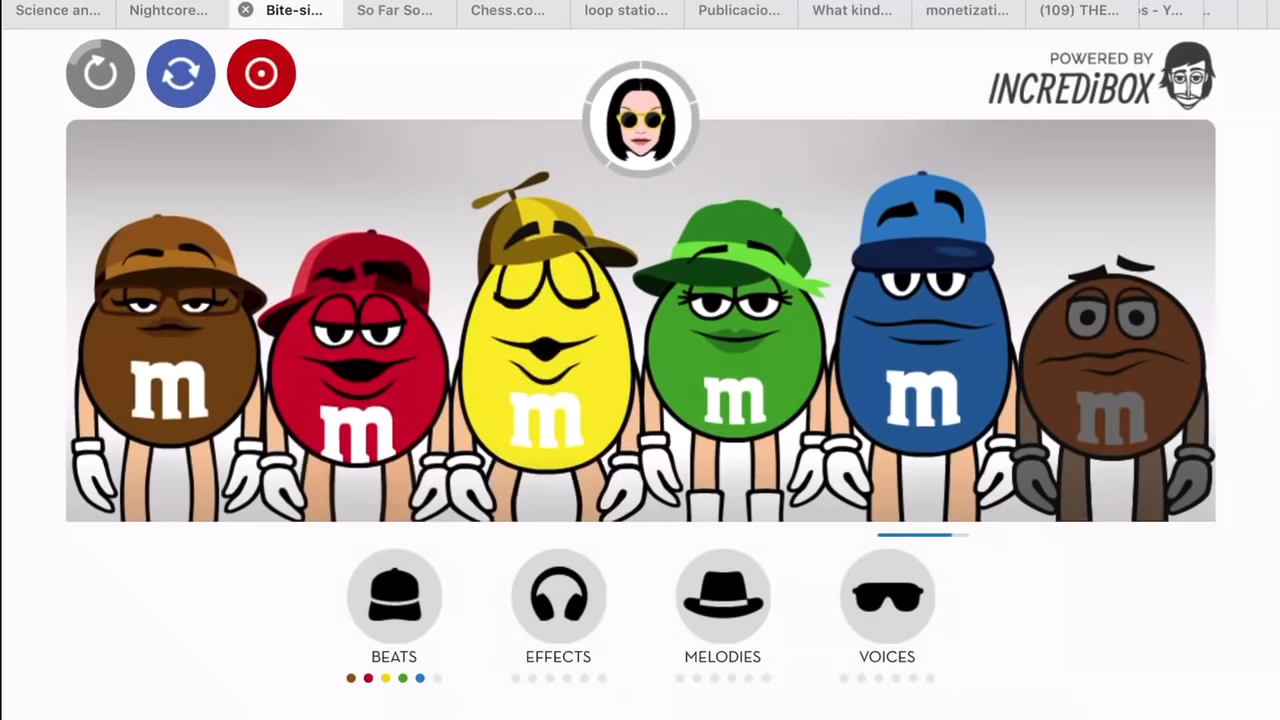 Science an...
Nightcore...
Bite-si...
So Far So...
Chess.co...
loop statio...
Publicacio...
What kind...
monetizati...
(109) THE...
s - Y...
..
POWERED BY
INCREDiBOX
m
m
m
m
m
m
BEATS
EFFECTS
MELODIES
VOICES